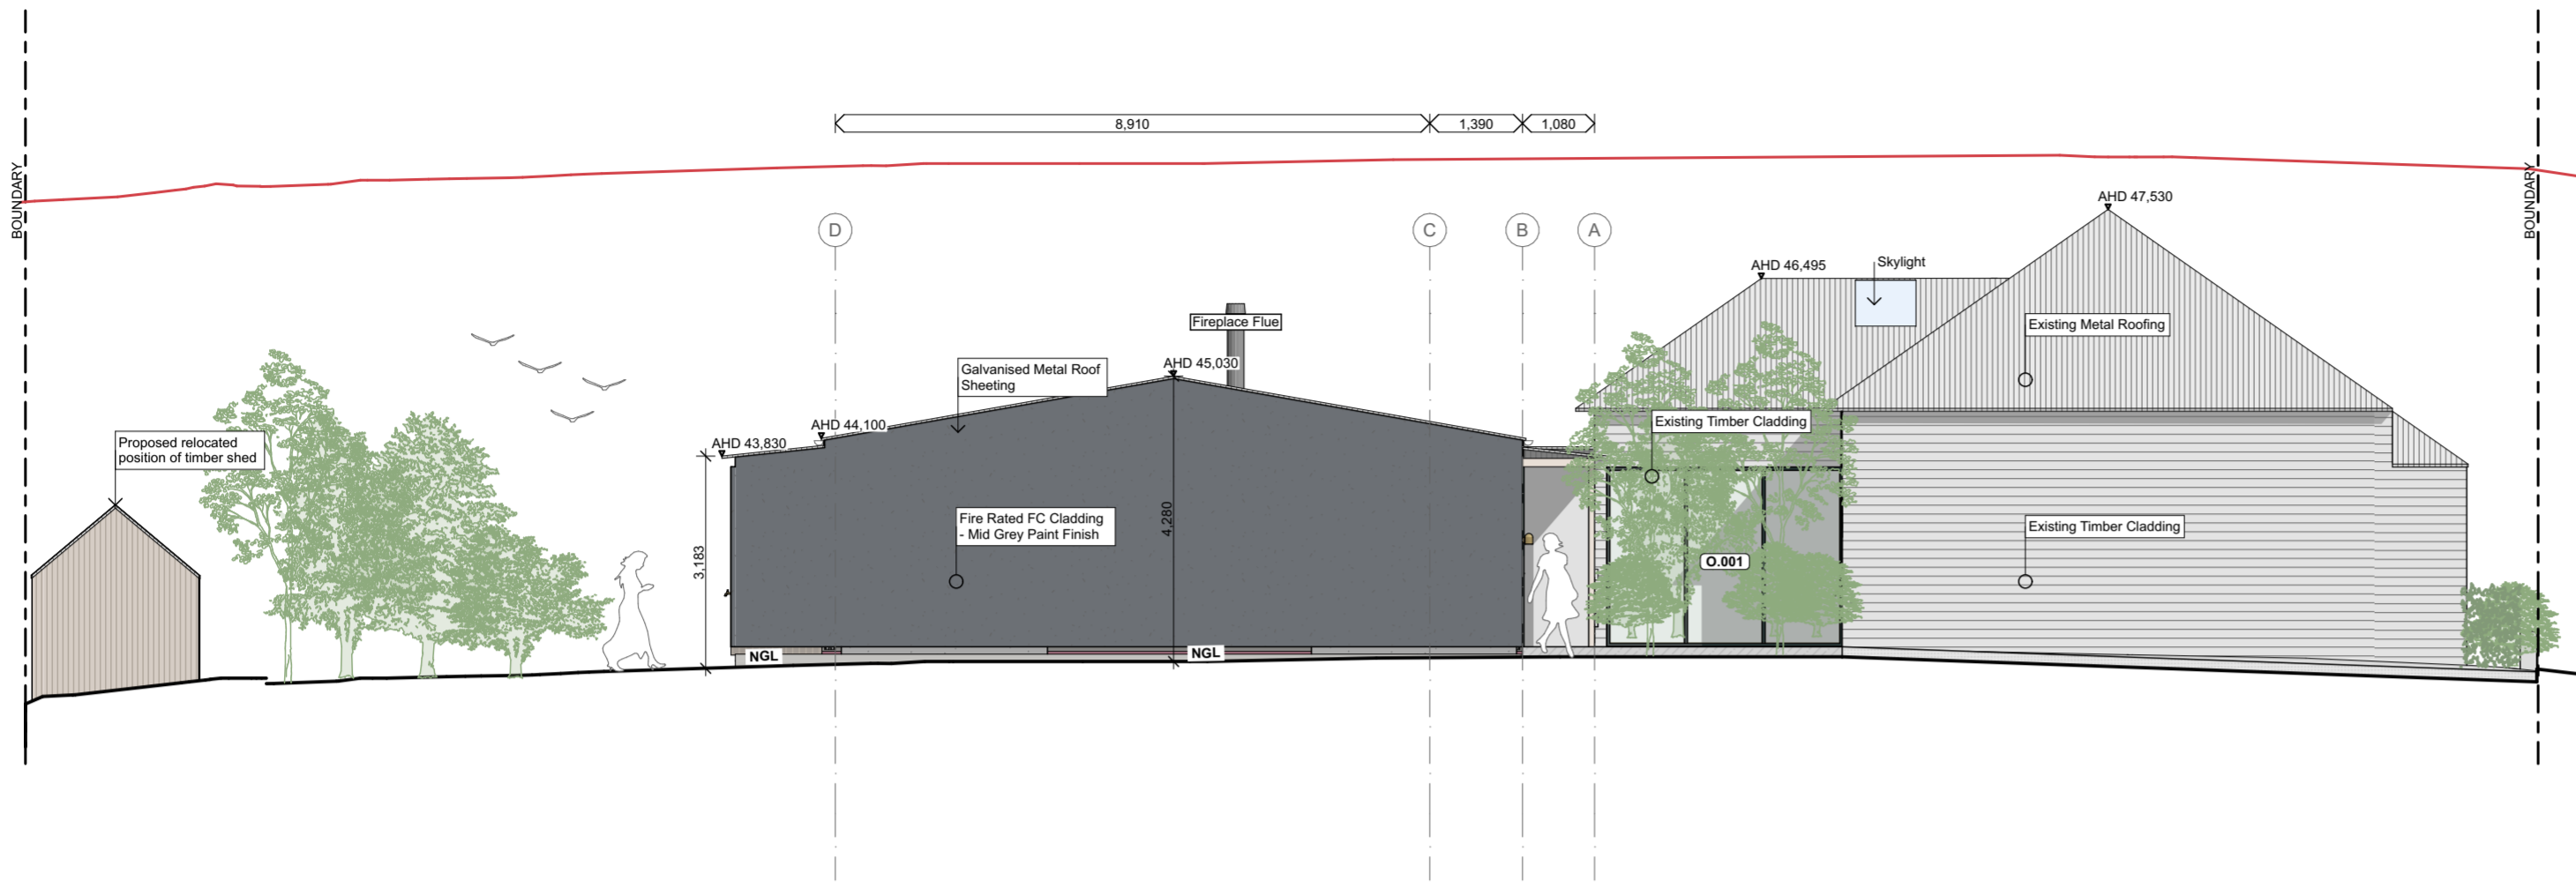 8,910
1,390
1,080
BOUNDARY
BOUNDARY
D
C
B
A
AHD 47,530
AHD 46,495
Skylight
Fireplace Flue
Existing Metal Roofing
AHD 45,030
Galvanised Metal Roof
Sheeting
AHD 44,100
AHD 43,830
Existing Timber Cladding
Proposed relocated
position of timber shed
Fire Rated FC Cladding
- Mid Grey Paint Finish
4,280
3,183
Existing Timber Cladding
O.001
NGL
NGL